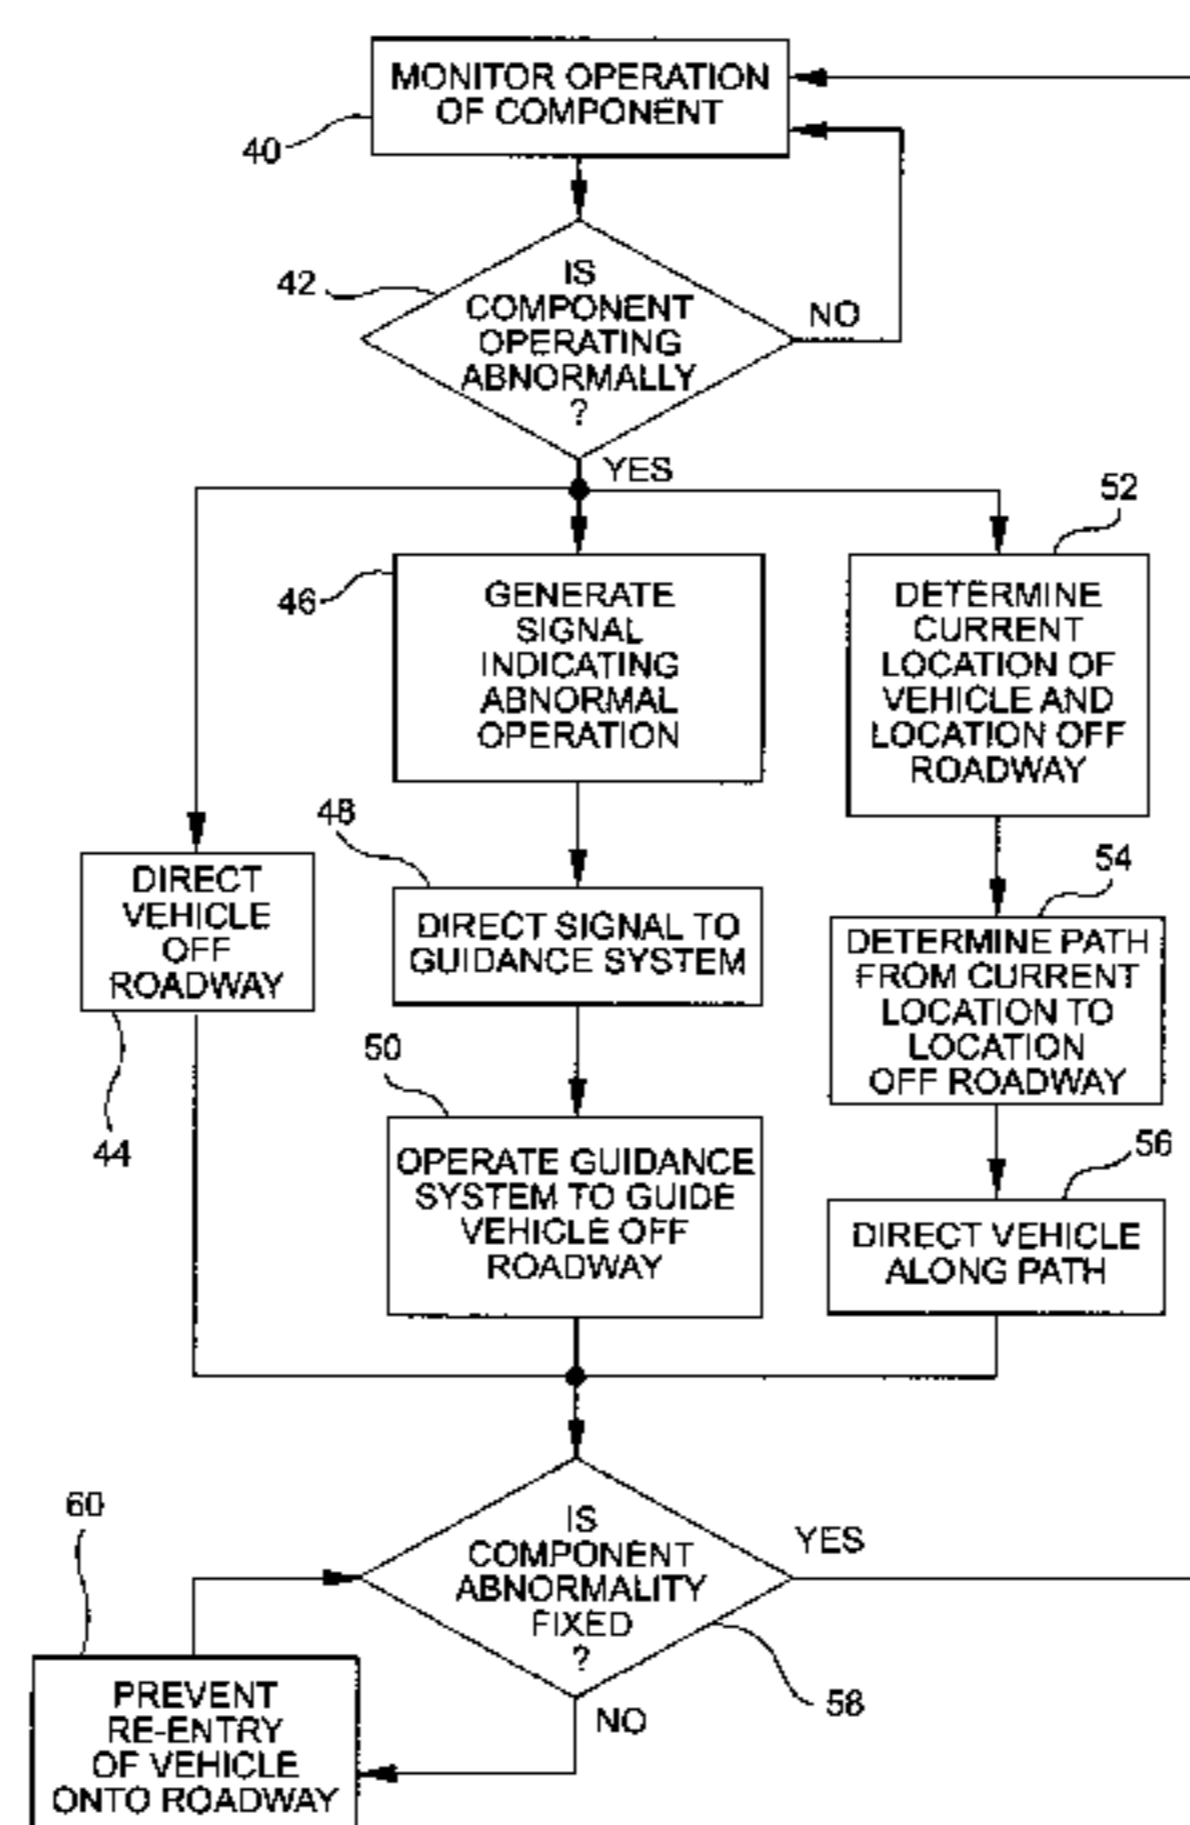 MONITOR OPERATION
OF COMPONENT
40
42
IS
COMPONENT
OPERATING
ABNORMALLY
?
NO
YES
52
46
GENERATE
SIGNAL
INDICATING
ABNORMAL
OPERATION
DETERMINE
CURRENT
LOCATION OF
VEHICLE AND
LOCATION OFF
ROADWAY
48
54
DIRECT
VEHICLE
OFF
ROADWAY
DIRECT SIGNAL TO
GUIDANCE SYSTEM
DETERMINE PATH
FROM CURRENT
LOCATION TO
LOCATION
OFF ROADWAY
50
44
56
OPERATE GUIDANCE
SYSTEM TO GUIDE
VEHICLE OFF
ROADWAY
DIRECT VEHICLE
ALONG PATH
60
IS
COMPONENT
ABNORMALITY
FIXED
?
YES
58
NO
PREVENT
RE-ENTRY
OF VEHICLE
ONTO ROADWAY